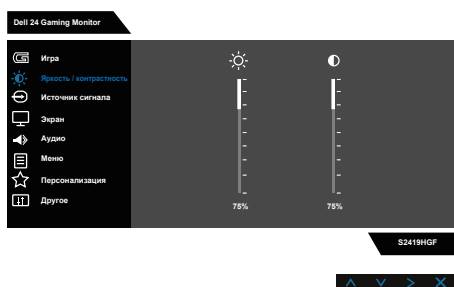 Dell 24 Gaming Monitor
Игра
Яркость / контрастность
Источник сигнала
Экран
Аудио
Меню
Персонализация
Другое
75%
75%
S2419HGF